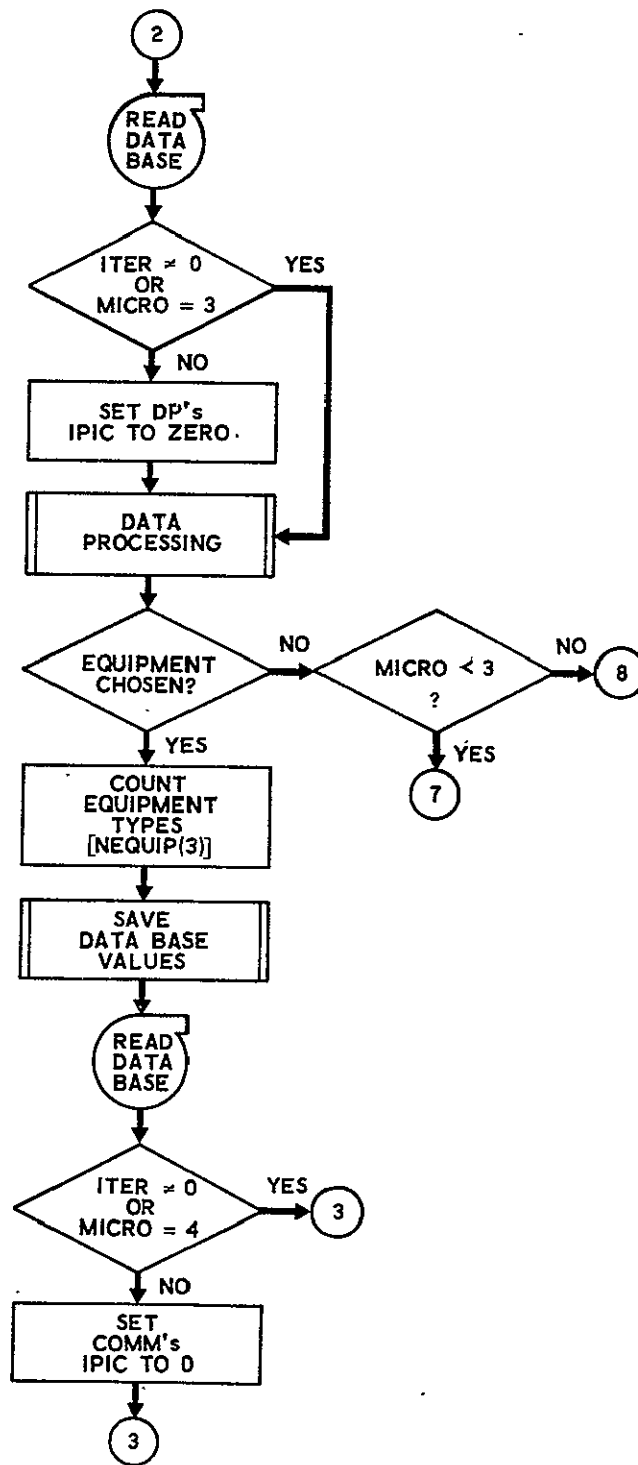 2
READ
DATA
BASE
ITER ≠ 0
OR
MICRO = 3
YES
NO
SET DP's
IPIC TO ZERO.
DATA
PROCESSING
EQUIPMENT
CHOSEN?
NO
MICRO < 3
?
NO
8
YES
7
YES
COUNT
EQUIPMENT
TYPES
[NEQUIP(3)]
SAVE
DATA BASE
VALUES
READ
DATA
BASE
ITER ≠ 0
OR
MICRO = 4
YES
3
NO
SET
COMM's
IPIC TO 0
3